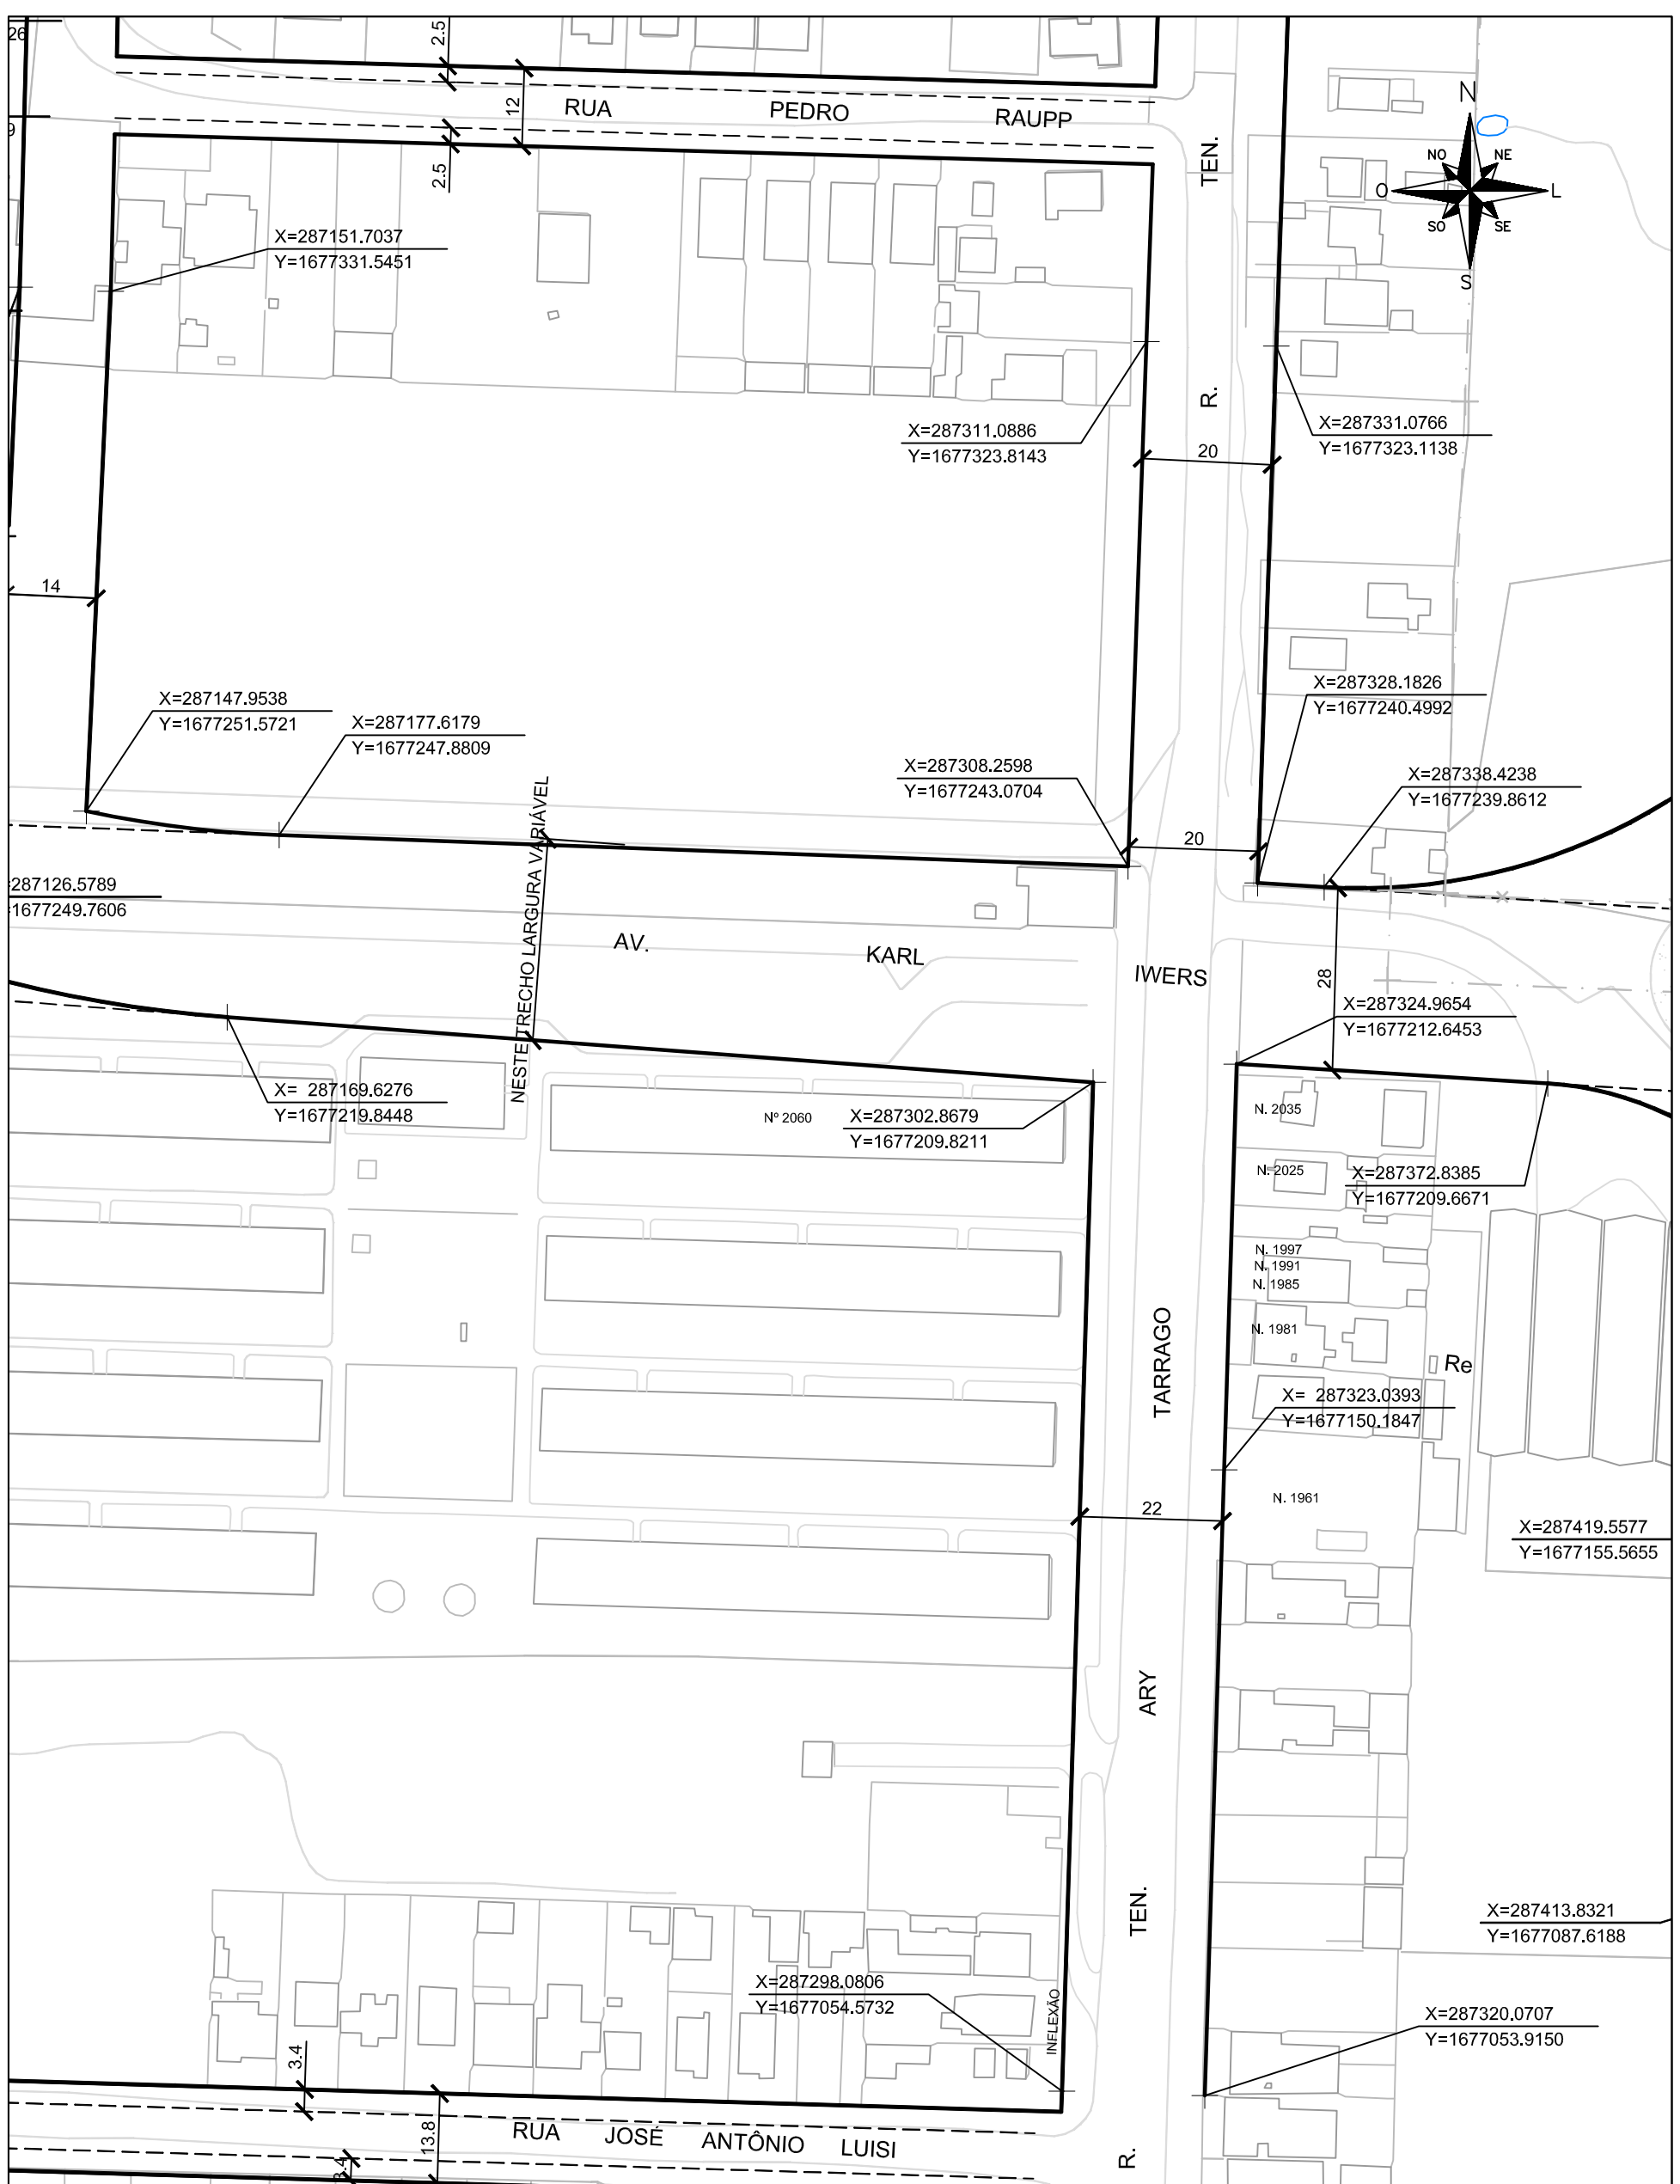 26
2.5
12
RUA PEDRO RAUPP
2.5
TEN.
N
NO
NE
O
L
SO
SE
S
9
X=287151.7037
Y=1677331.5451
R.
X=287311.0886
Y=1677323.8143
X=287331.0766
Y=1677323.1138
20
14
X=287147.9538
Y=1677251.5721
X=287177.6179
Y=1677247.8809
X=287328.1826
Y=1677240.4992
X=287308.2598
Y=1677243.0704
X=287338.4238
Y=1677239.8612
20
NESTE TRECHO LARGURA VARIÁVEL
287126.5789
1677249.7606
AV. KARL IWERS
28
X=287324.9654
Y=1677212.6453
X= 287169.6276
Y=1677219.8448
Nº 2060
X=287302.8679
Y=1677209.8211
N. 2035
N. 2025
X=287372.8385
Y=1677209.6671
N. 1997
N. 1991
N. 1985
N. 1981
Re
TARRAGO
X= 287323.0393
Y=1677150.1847
N. 1961
22
X=287419.5577
Y=1677155.5655
ARY
TEN.
X=287413.8321
Y=1677087.6188
X=287298.0806
Y=1677054.5732
INFLEXÃO
X=287320.0707
Y=1677053.9150
3.4
13.8
RUA JOSÉ ANTÔNIO LUISI
3.4
R.